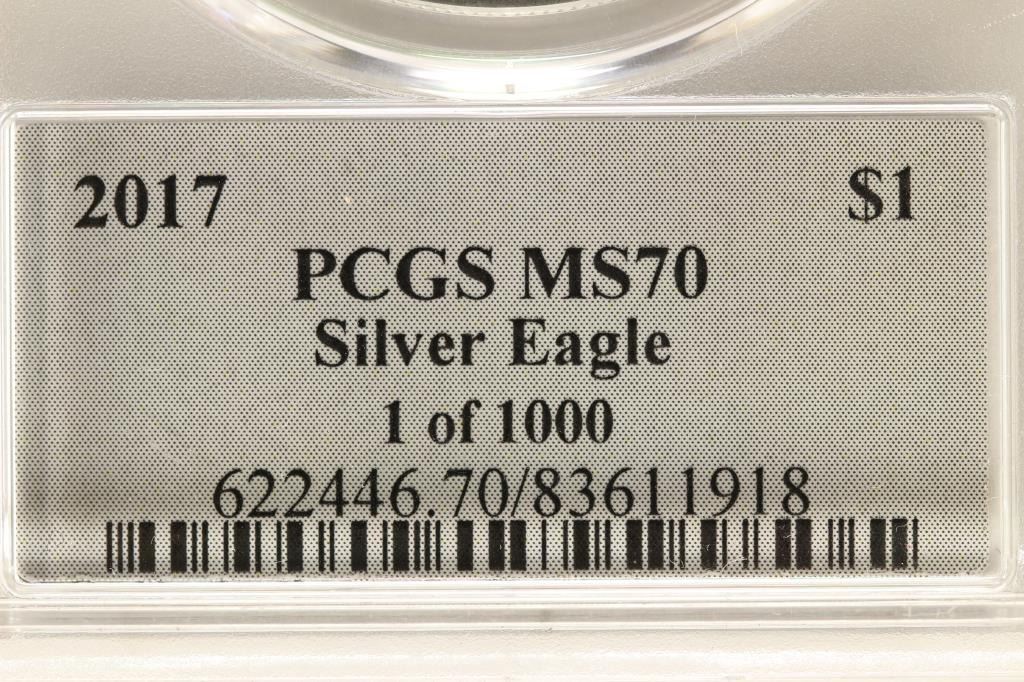 2017 $1
PCGS MS70
Silver Eagle
1 of 1000
622446.70/83611918